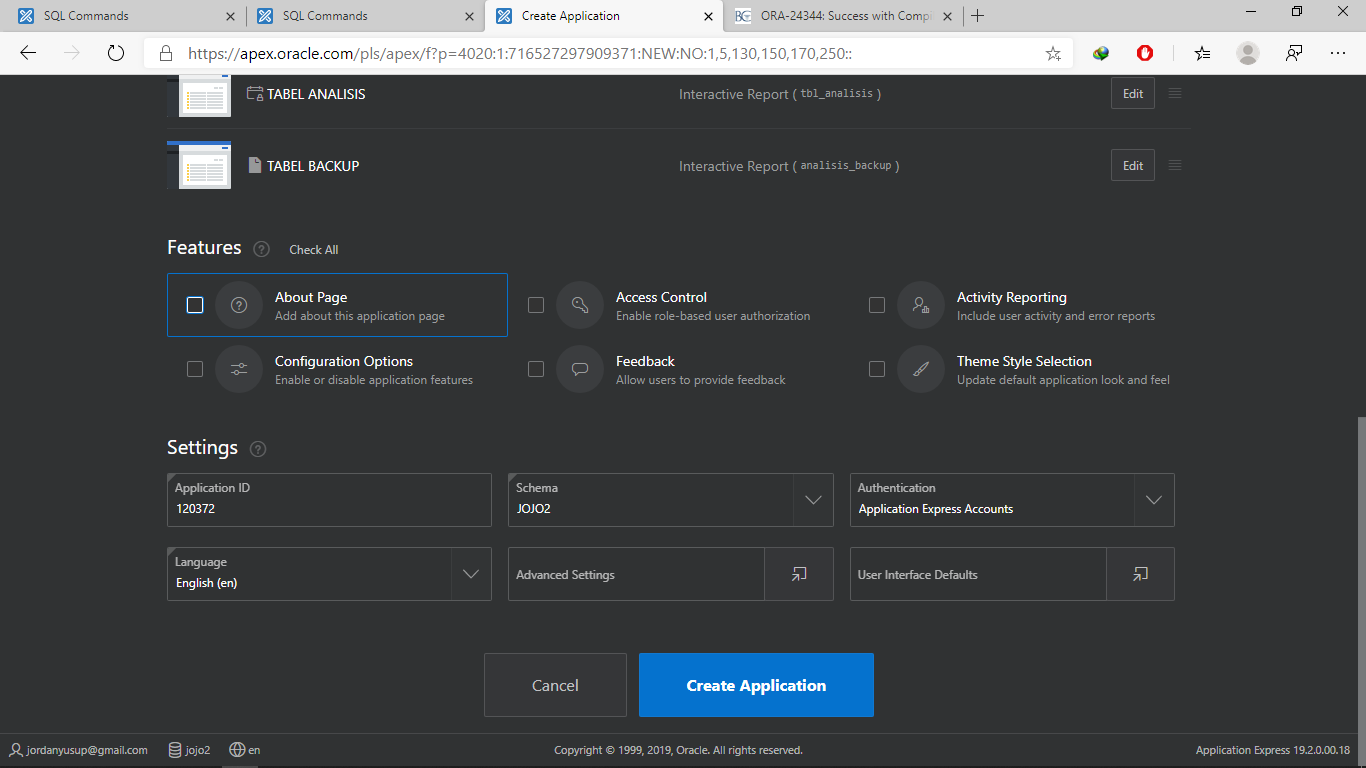 SQL Commands
SQL Commands
Create Application
ORA-24344: Success with Compi
https://apex.oracle.com/pls/apex/f?p=4020:1:716527297909371:NEW:NO:1,5,130,150,170,250::
TABEL ANALISIS
Interactive Report ( tbl_analisis )
Edit
TABEL BACKUP
Interactive Report ( analisis_backup )
Edit
Features
Check All
About Page
Add about this application page
Access Control
Enable role-based user authorization
Activity Reporting
Include user activity and error reports
Configuration Options
Enable or disable application features
Feedback
Allow users to provide feedback
Theme Style Selection
Update default application look and feel
Settings
Application ID
120372
Schema
JOJO2
Authentication
Application Express Accounts
Language
English (en)
Advanced Settings
User Interface Defaults
Cancel
Create Application
jordanyusup@gmail.com
jojo2
en
Copyright © 1999, 2019, Oracle. All rights reserved.
Application Express 19.2.0.00.18